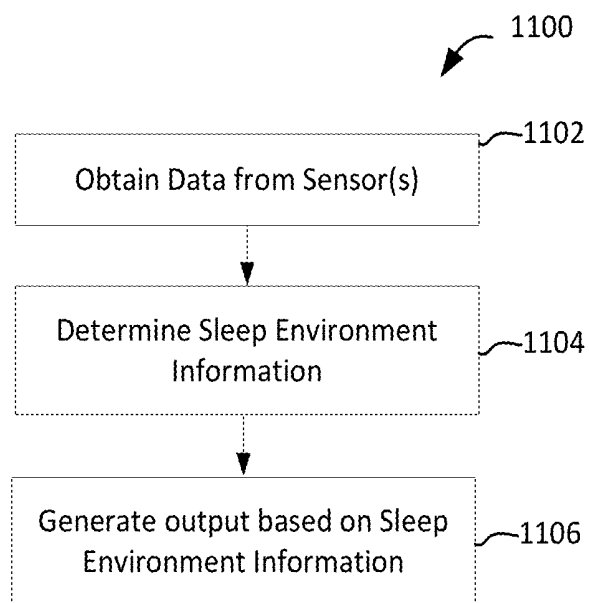 1100
1102
Obtain Data from Sensor(s)
Determine Sleep Environment
Information
1104
Generate output based on Sleep
Environment Information
1106